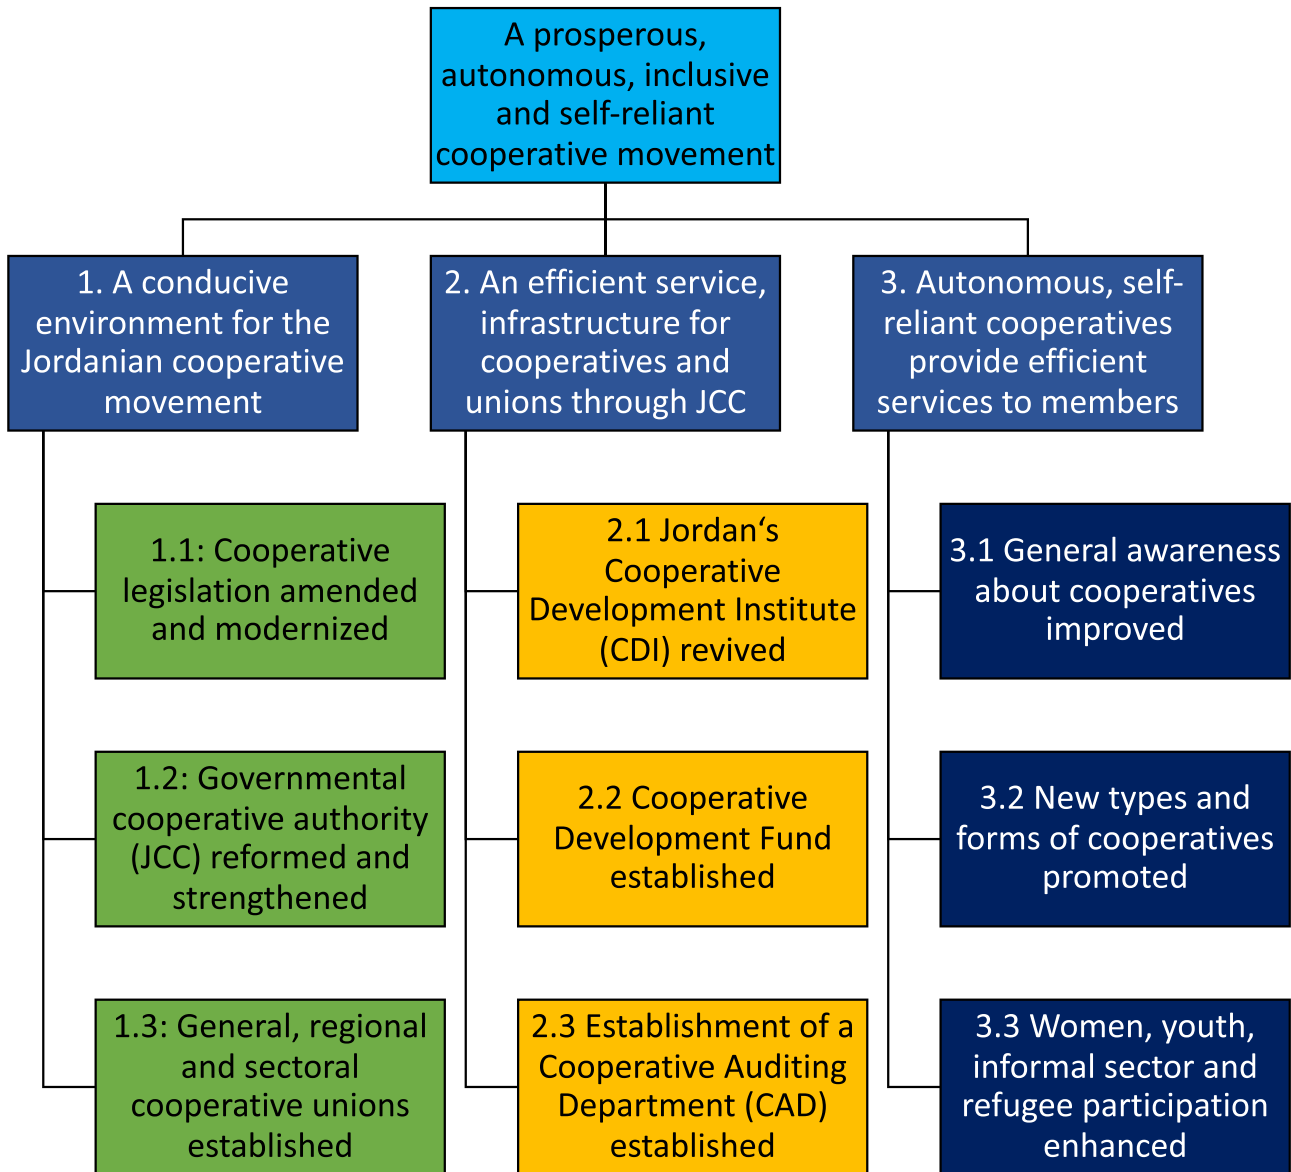 A prosperous,
autonomous, inclusive
and self-reliant
cooperative movement
1. A conducive
environment for the
Jordanian cooperative
movement
2. An efficient service,
infrastructure for
cooperatives and
unions through JCC
3. Autonomous, self-
reliant cooperatives
provide efficient
services to members
1.1: Cooperative
legislation amended
and modernized
2.1 Jordan‘s
Cooperative
Development Institute
(CDI) revived
3.1 General awareness
about cooperatives
improved
1.2: Governmental
cooperative authority
(JCC) reformed and
strengthened
2.2 Cooperative
Development Fund
established
3.2 New types and
forms of cooperatives
promoted
1.3: General, regional
and sectoral
cooperative unions
established
2.3 Establishment of a
Cooperative Auditing
Department (CAD)
established
3.3 Women, youth,
informal sector and
refugee participation
enhanced